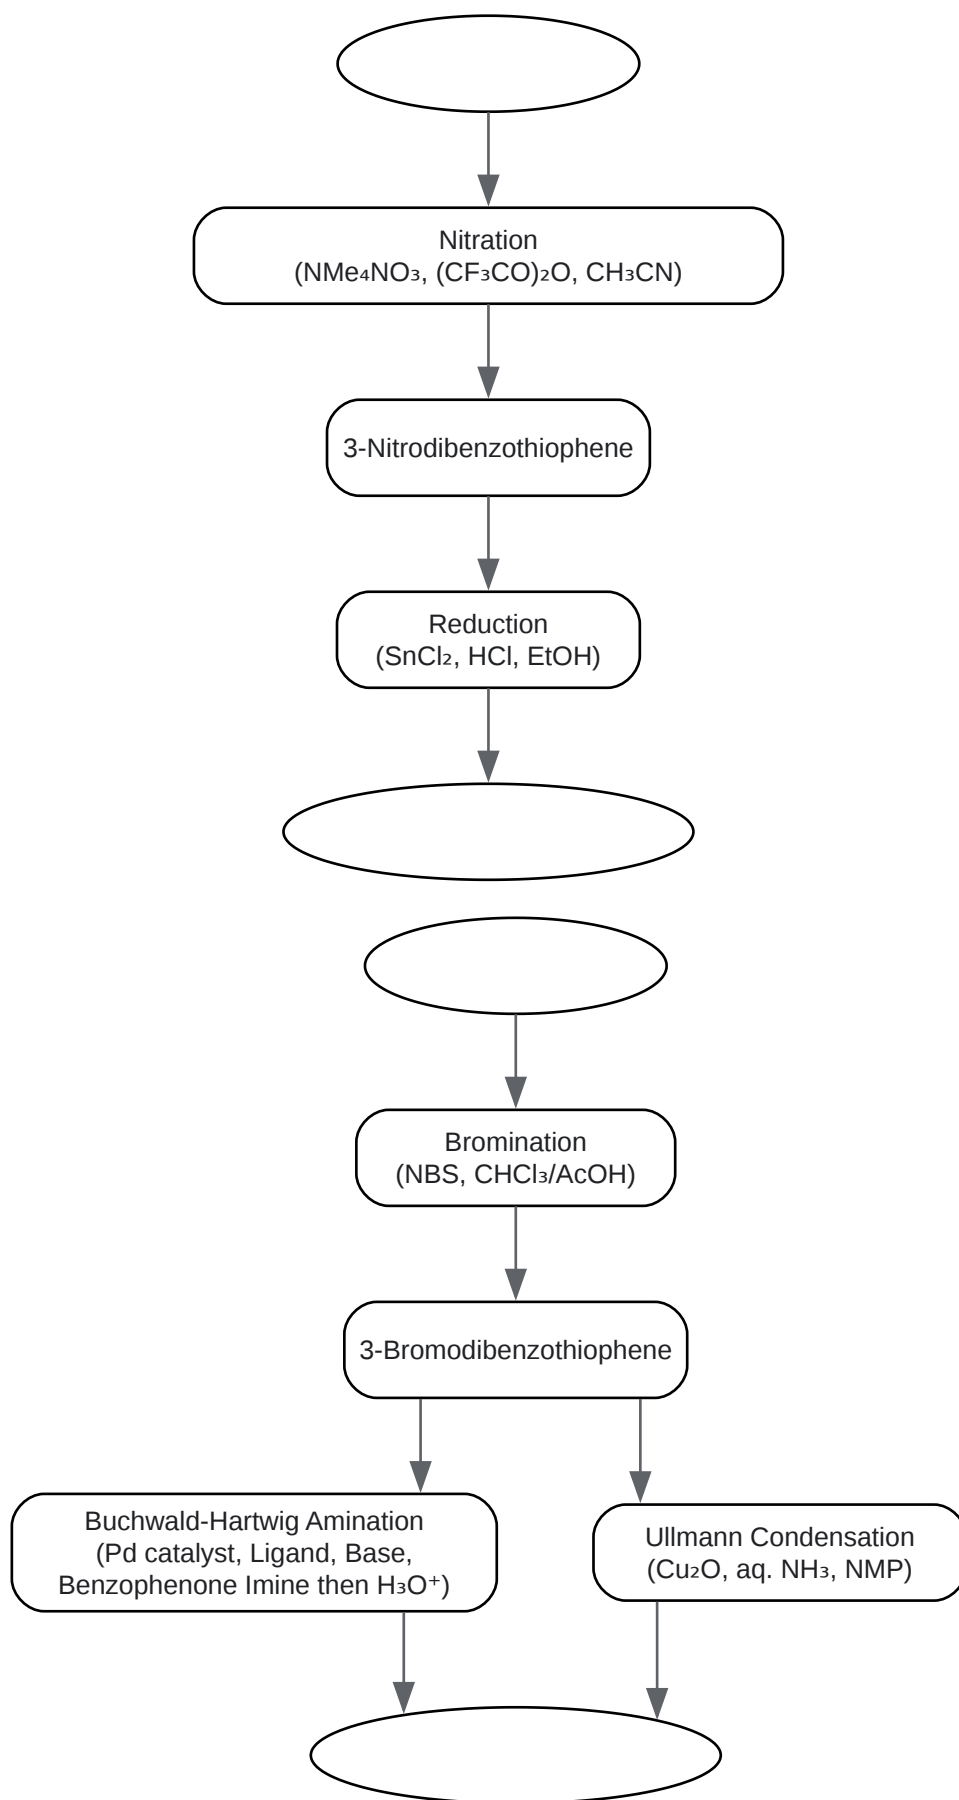 Nitration
(NMe₄NO₃, (CF₃CO)₂O, CH₃CN)
3-Nitrodibenzothiophene
Reduction
(SnCl₂, HCl, EtOH)
Bromination
(NBS, CHCl₃/AcOH)
3-Bromodibenzothiophene
Buchwald-Hartwig Amination
(Pd catalyst, Ligand, Base,
Benzophenone Imine then H₃O⁺)
Ullmann Condensation
(Cu₂O, aq. NH₃, NMP)